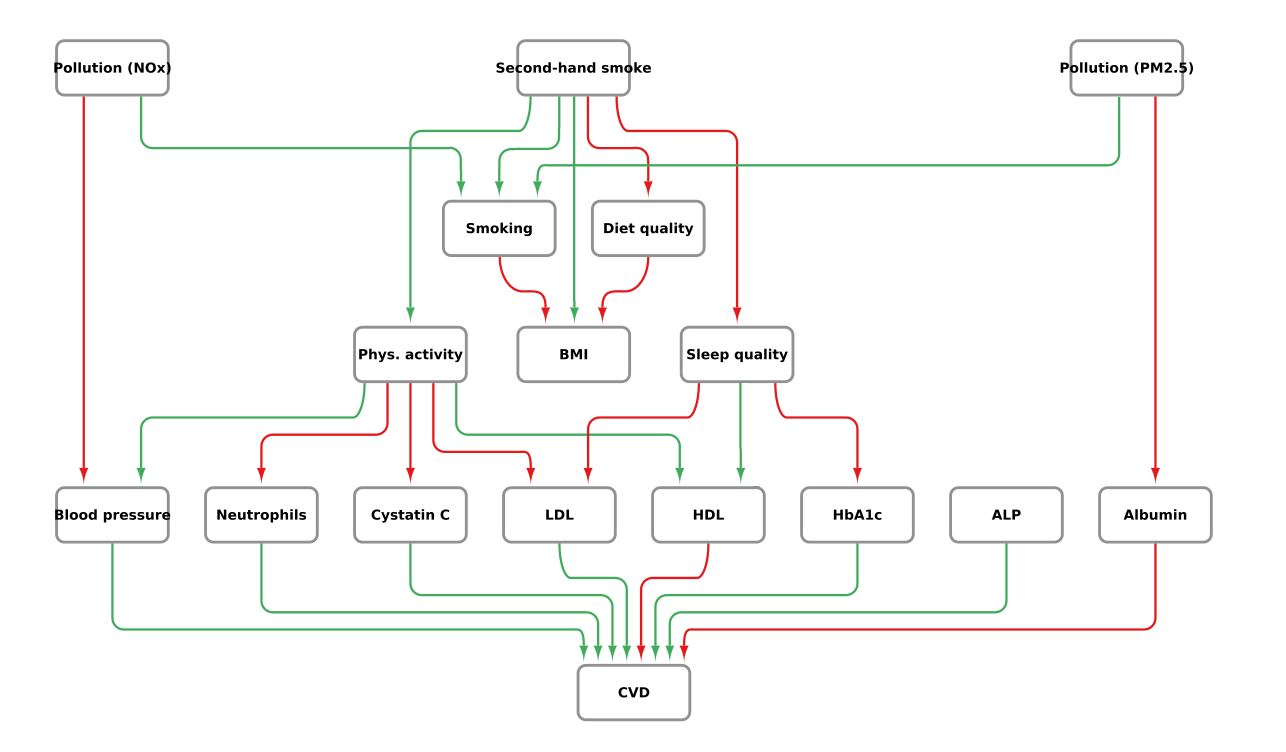 Pollution (NOx)
Second-hand smoke
Pollution (PM2.5)
Smoking
Diet quality
Phys. activity
BMI
Sleep quality
Blood pressure
Neutrophils
Cystatin C
LDL
HDL
HbA1c
ALP
Albumin
CVD